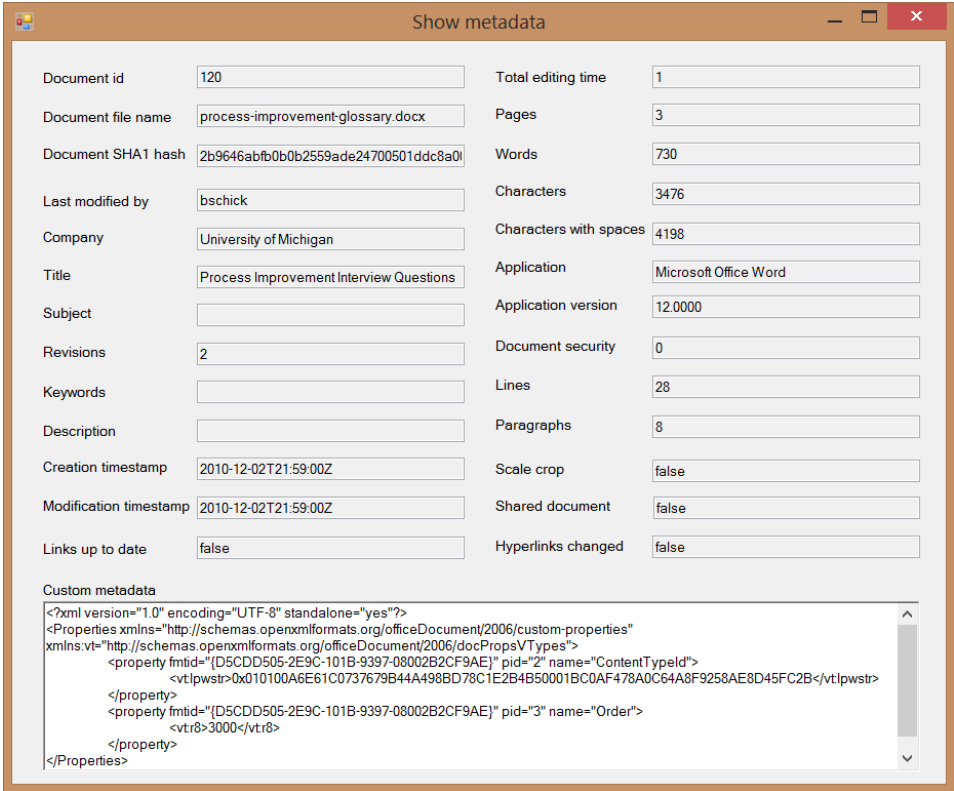 Show metadata
Document id 120
Document file name process-improvement-glossary.docx
Document SHA1 hash 2b9646abfb0b0b2559ade24700501ddc8a0
Last modified by bschick
Company University of Michigan
Title Process Improvement Interview Questions
Subject
Revisions 2
Keywords
Description
Creation timestamp 2010-12-02T21:59:00Z
Modification timestamp 2010-12-02T21:59:00Z
Links up to date false
Total editing time 1
Pages 3
Words 730
Characters 3476
Characters with spaces 4198
Application Microsoft Office Word
Application version 12.0000
Document security 0
Lines 28
Paragraphs 8
Scale crop false
Shared document false
Hyperlinks changed false
Custom metadata
<?xml version="1.0" encoding="UTF-8" standalone="yes"?>
<Properties xmlns="http://schemas.openxmlformats.org/officeDocument/2006/custom-properties"
xmlns:vt="http://schemas.openxmlformats.org/officeDocument/2006/docPropsVTypes">
<property fmtid="{D5CDD505-2E9C-101B-9397-08002B2CF9AE}" pid="2" name="ContentTypeId">
<vt:lpwstr>0x010100A6E61C0737679B44A498BD78C1E2B4B50001BC0AF478A0C64A8F9258AE8D45FC2B</vt:lpwstr>
</property>
<property fmtid="{D5CDD505-2E9C-101B-9397-08002B2CF9AE}" pid="3" name="Order">
<vt:r8>3000</vt:r8>
</property>
</Properties>